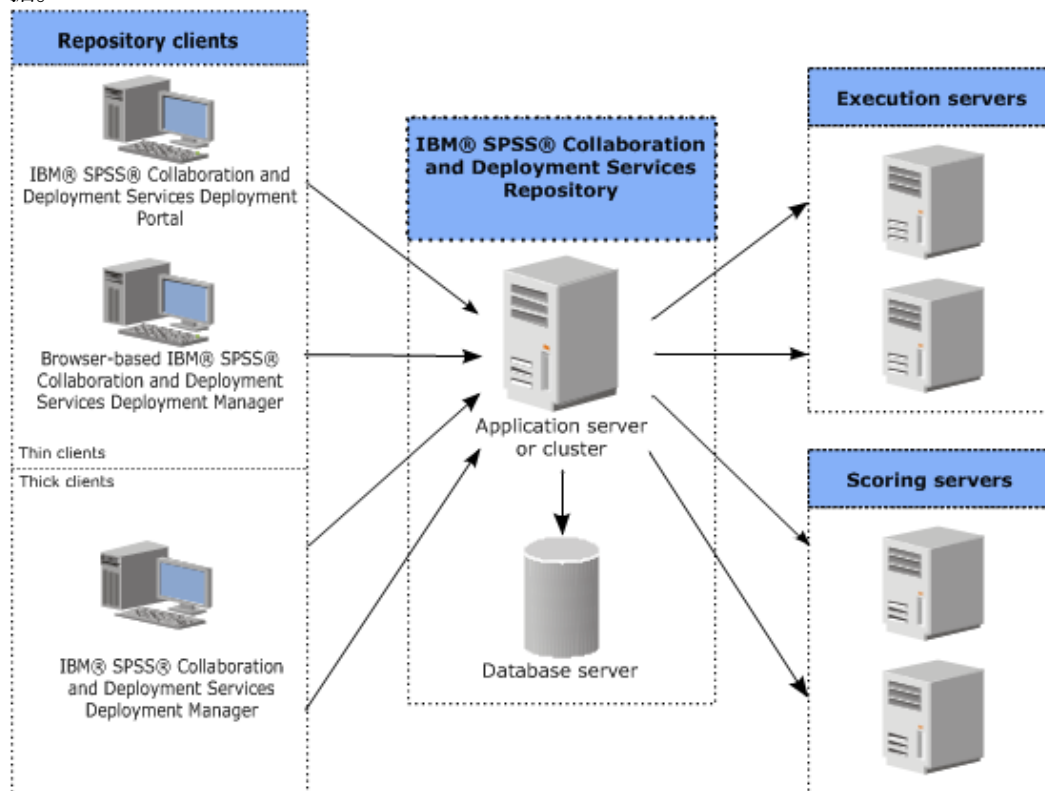 Repository clients
IBM® SPSS® Collaboration and
Deployment Services Deployment
Portal
Browser-based IBM® SPSS®
Collaboration and Deployment
Services Deployment Manager
Thin clients
Thick clients
IBM® SPSS® Collaboration
and Deployment Services
Deployment Manager
IBM® SPSS® Collaboration
and Deployment Services
Repository
Application server
or cluster
Database server
Execution servers
Scoring servers